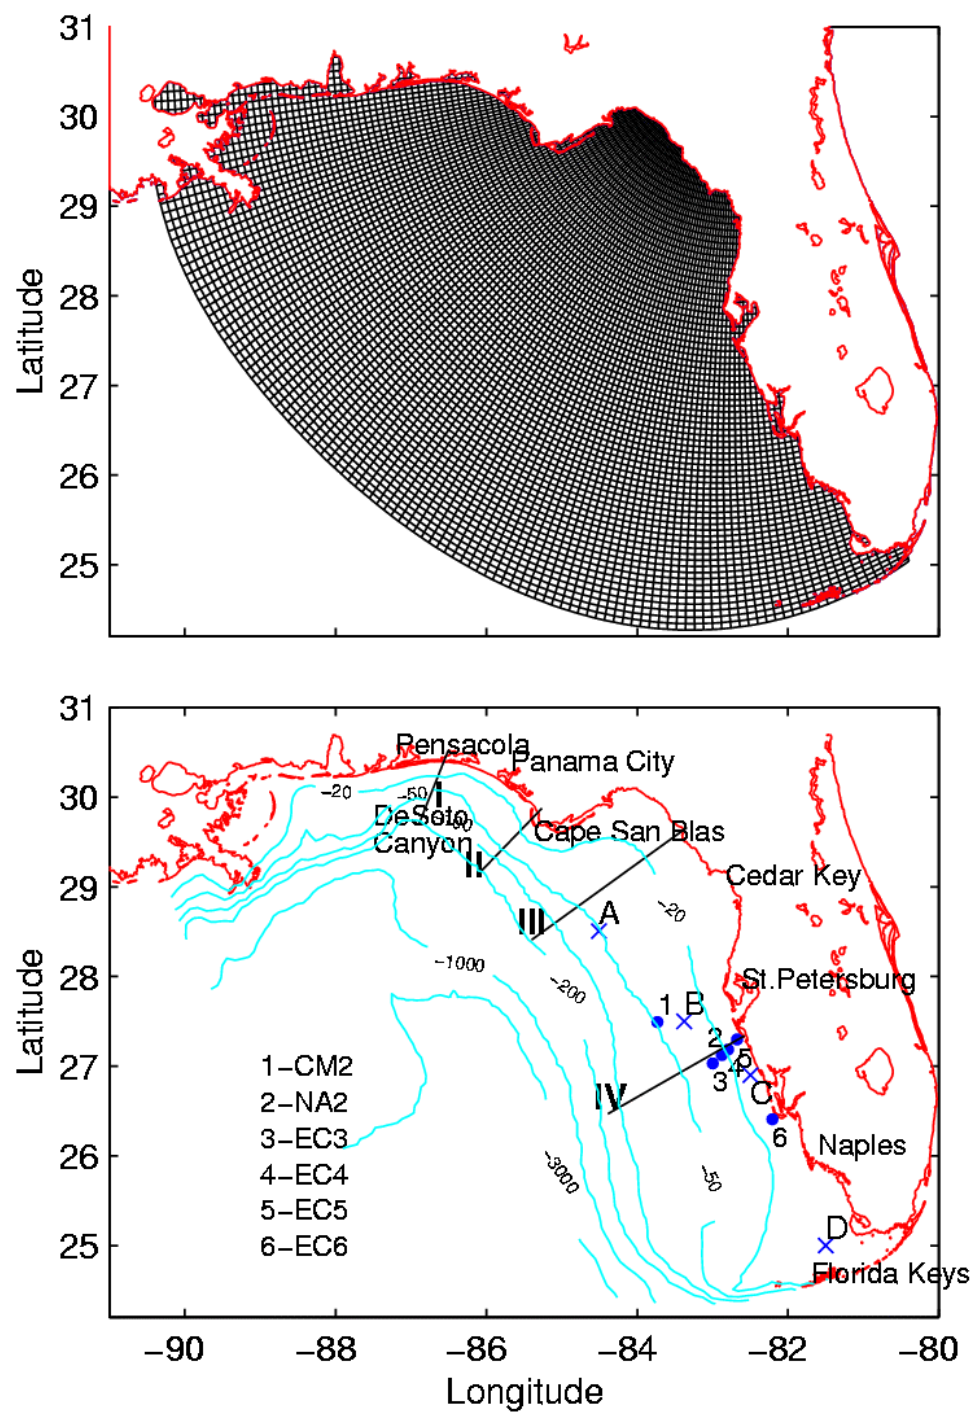 31
30
29
28
27
26
25
Latitude
31
30
29
28
27
26
25
Latitude
Pensacola
Panama City
-20
-50
I
DeSoto
Canyon
Cape San Blas
II
Cedar Key
-20
III
A
-1000
St.Petersburg
-200
1
B
2
5
4
3
C
1-CM2
2-NA2
3-EC3
4-EC4
5-EC5
6-EC6
IV
6
Naples
-3000
-50
D
Florida Keys
-90
-88
-86
-84
-82
-80
Longitude